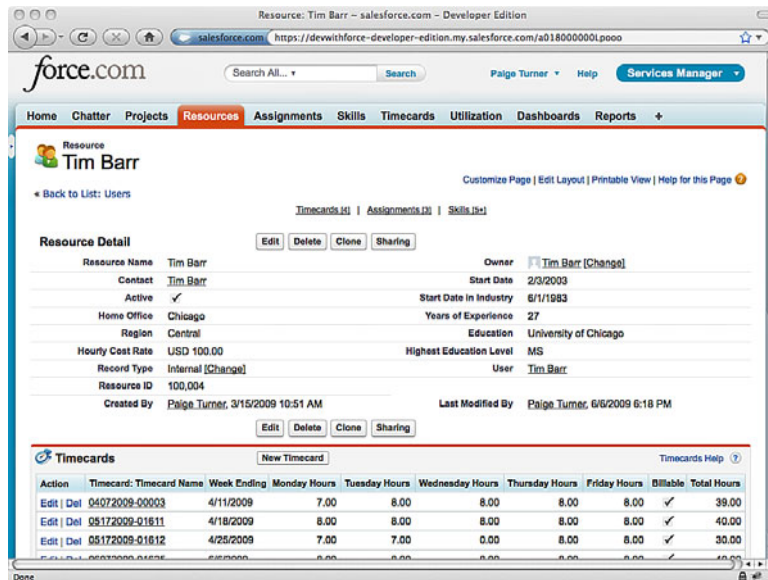 Resource: Tim Barr – salesforce.com – Developer Edition
salesforce.com https://devwithforce-developer-edition.my.salesforce.com/a018000000Lpooo
force.com Search All... Search Paige Turner Help Services Manager
Home Chatter Projects Resources Assignments Skills Timecards Utilization Dashboards Reports +
Resource
Tim Barr
Customize Page | Edit Layout | Printable View | Help for this Page ?
« Back to List: Users
Timecards [4] | Assignments [3] | Skills [5+]
Resource Detail Edit Delete Clone Sharing
Resource Name Tim Barr Owner Tim Barr [Change]
Contact Tim Barr Start Date 2/3/2003
Active ✓ Start Date in Industry 6/1/1983
Home Office Chicago Years of Experience 27
Region Central Education University of Chicago
Hourly Cost Rate USD 100.00 Highest Education Level MS
Record Type Internal [Change] User Tim Barr
Resource ID 100,004
Created By Paige Turner, 3/15/2009 10:51 AM Last Modified By Paige Turner, 6/6/2009 6:18 PM
Edit Delete Clone Sharing
Timecards New Timecard Timecards Help ?
Action Timecard: Timecard Name Week Ending Monday Hours Tuesday Hours Wednesday Hours Thursday Hours Friday Hours Billable Total Hours
Edit | Del 04072009-00003 4/11/2009 7.00 8.00 8.00 8.00 8.00 ✓ 39.00
Edit | Del 05172009-01611 4/18/2009 8.00 8.00 8.00 8.00 8.00 ✓ 40.00
Edit | Del 05172009-01612 4/25/2009 7.00 7.00 0.00 8.00 8.00 ✓ 30.00
Done